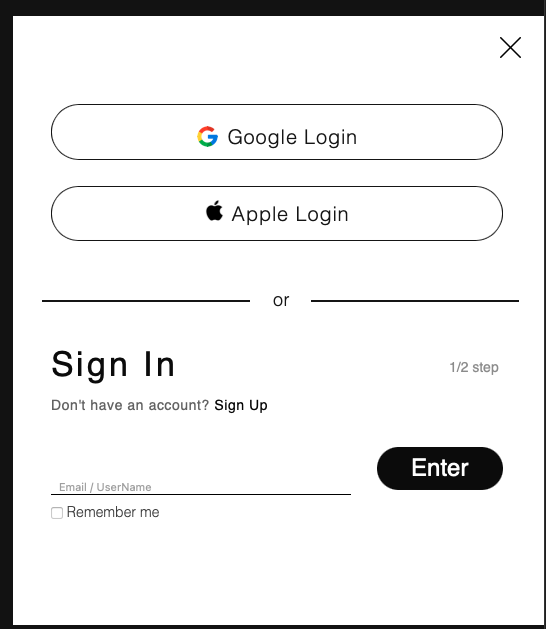 Google Login
Apple Login
or
Sign In
1/2 step
Don't have an account? Sign Up
Enter
Email / UserName
Remember me